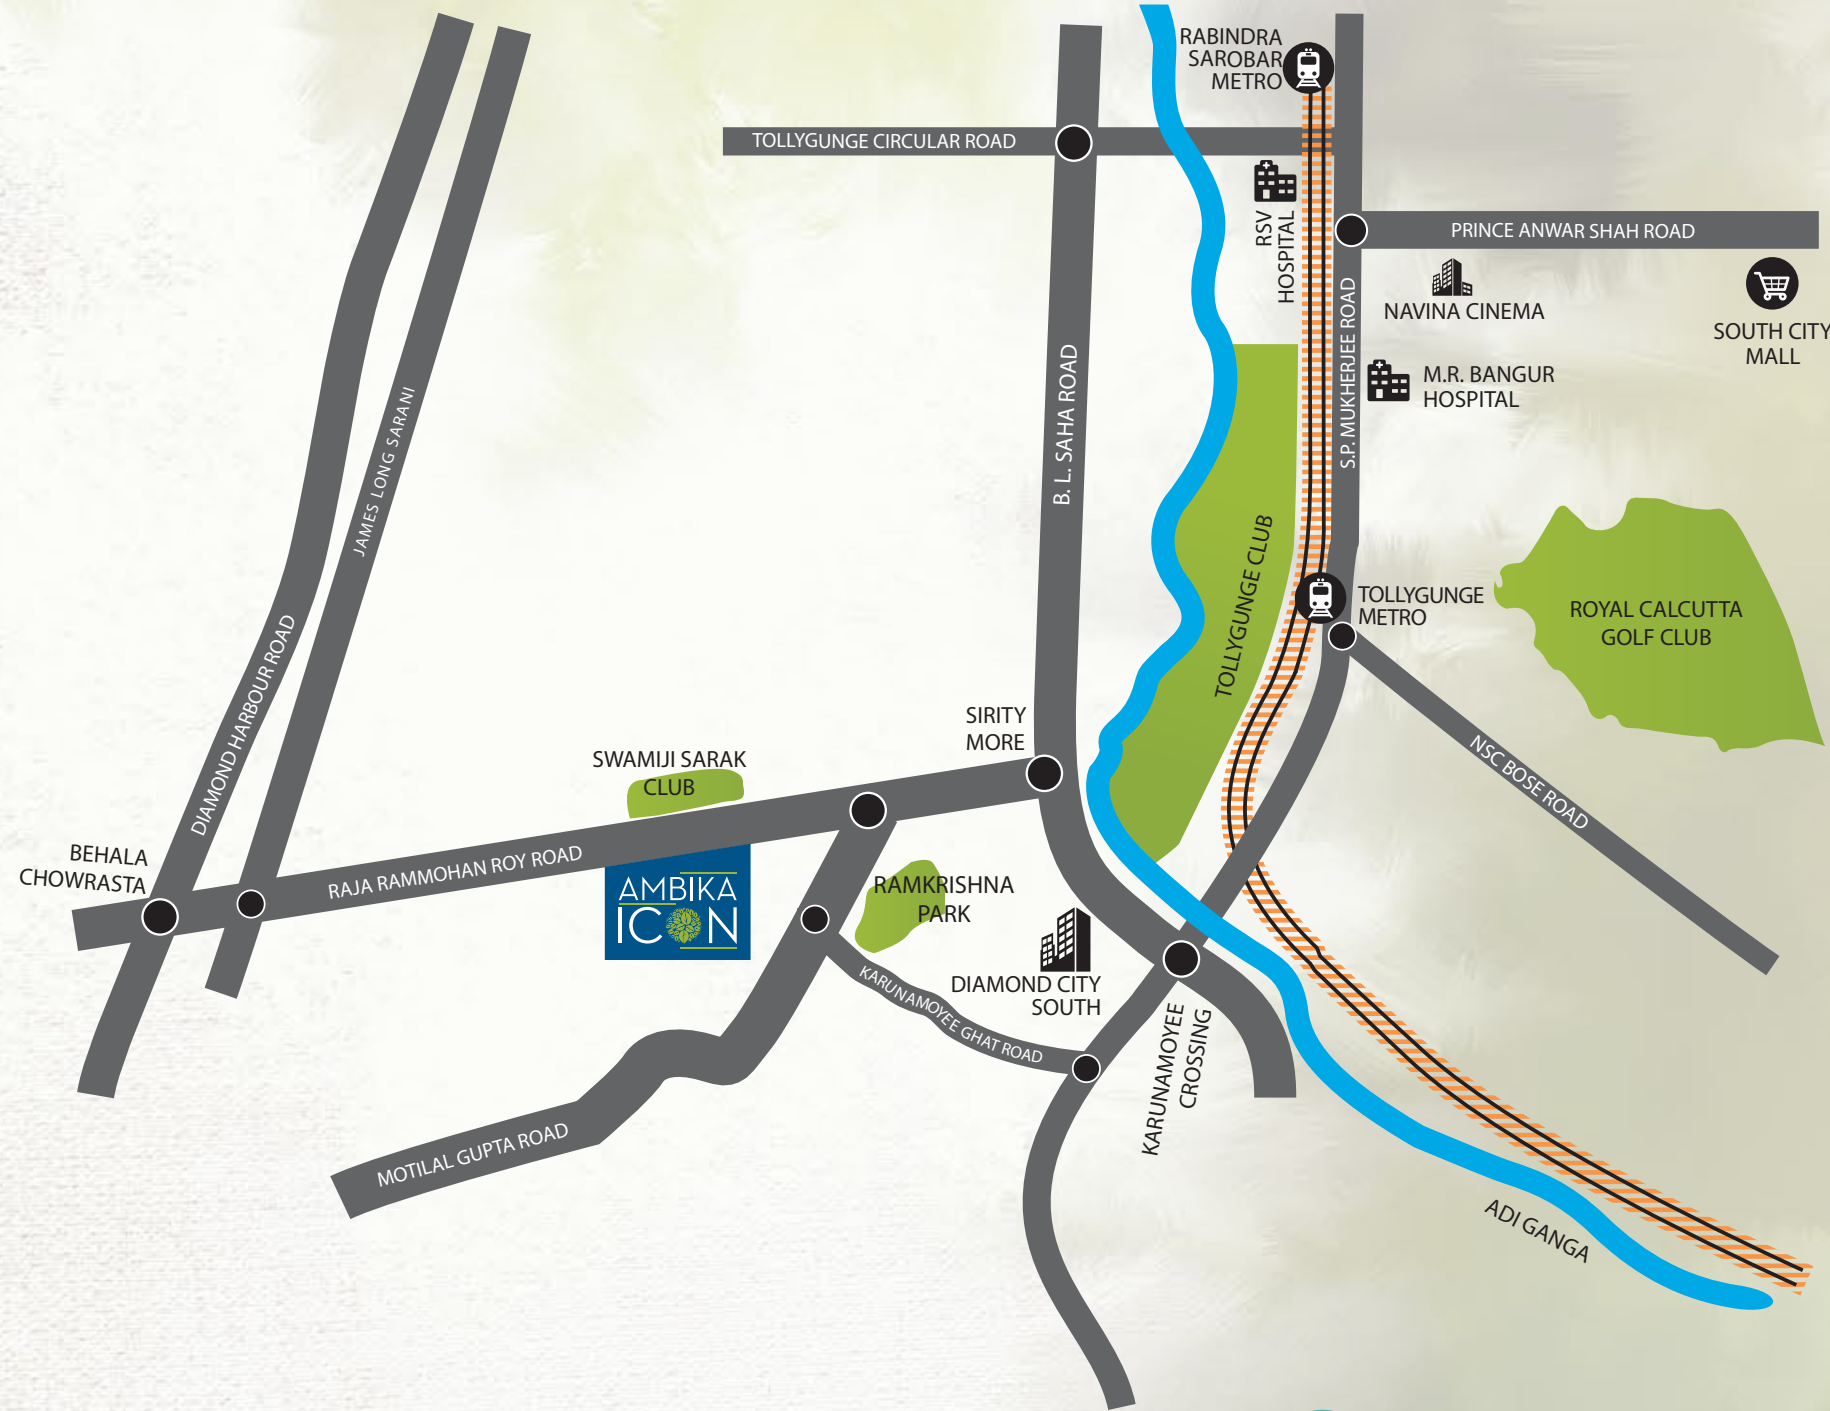 RABINDRA
SAROBAR
METRO
TOLLYGUNGE CIRCULAR ROAD
RSV
HOSPITAL
PRINCE ANWAR SHAH ROAD
NAVINA CINEMA
SOUTH CITY
MALL
S.P. MUKHERJEE ROAD
M.R. BANGUR
HOSPITAL
B. L. SAHA ROAD
JAMES LONG SARANI
TOLLYGUNGE CLUB
TOLLYGUNGE
METRO
ROYAL CALCUTTA
GOLF CLUB
DIAMOND HARBOUR ROAD
SIRITY
MORE
NSC BOSE ROAD
SWAMIJI SARAK
CLUB
BEHALA
CHOWRASTA
RAJA RAMMOHAN ROY ROAD
AMBIKA
ICON
RAMKRISHNA
PARK
DIAMOND CITY
SOUTH
KARUNAMOYEE GHAT ROAD
KARUNAMOYEE
CROSSING
MOTILAL GUPTA ROAD
ADI GANGA